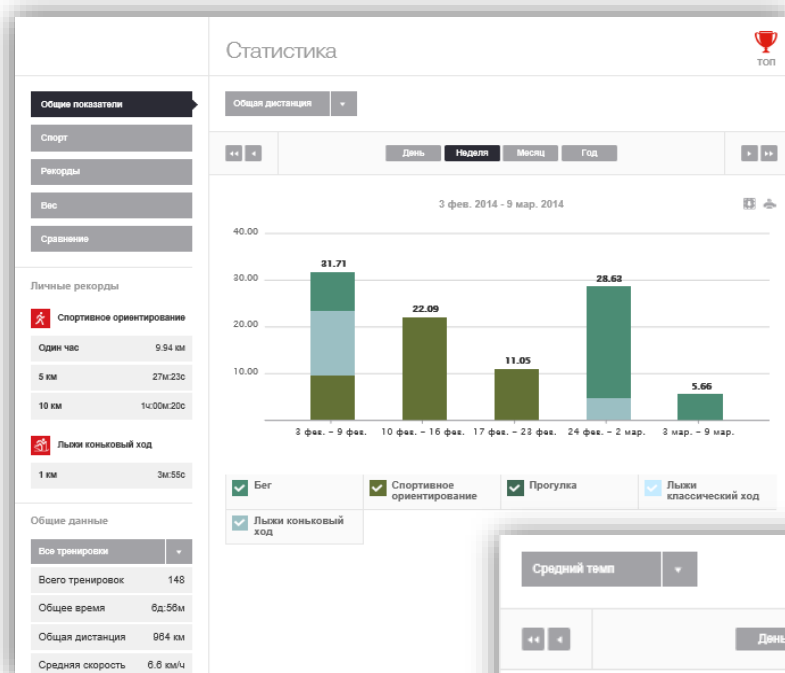 Статистика
ТОП
Общие показатели
Спорт
Рекорды
Вес
Сравнение
Личные рекорды
Спортивное ориентирование
Один час 9.94 км
5 км 27м:23с
10 км 1ч:00м:20с
Лыжи коньковый ход
1 км 3м:55с
Общие данные
Все тренировки
Всего тренировок 148
Общее время 6д:56м
Общая дистанция 964 км
Средняя скорость 6.6 км/ч
Общая дистанция
День Неделя Месяц Год
3 фев. 2014 - 9 мар. 2014
40.00
30.00
20.00
10.00
31.71
22.09
11.05
28.63
5.66
3 фев. – 9 фев. 10 фев. – 16 фев. 17 фев. – 23 фев. 24 фев. – 2 мар. 3 мар. – 9 мар.
Бег
Спортивное
ориентирование
Прогулка
Лыжи
классический ход
Лыжи коньковый
ход
Средний темп
День